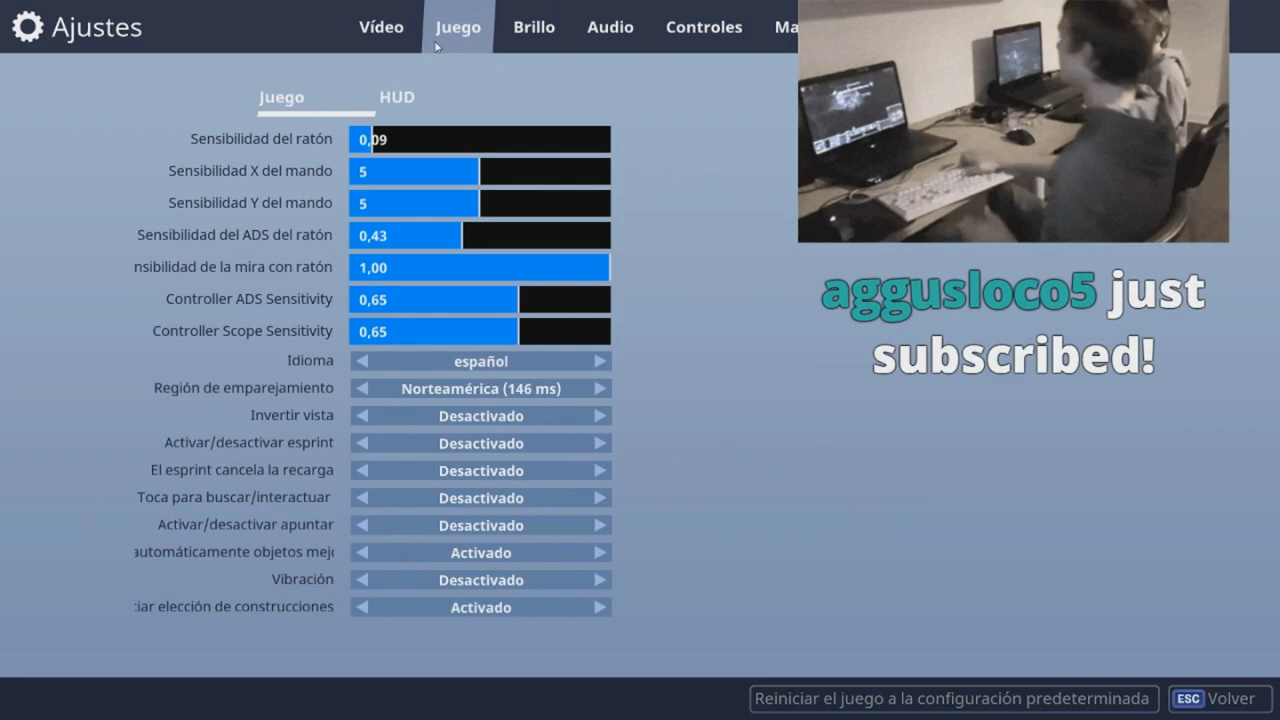 Ajustes
Vídeo
Juego
Brillo
Audio
Controles
Ma
Juego
HUD
Sensibilidad del ratón
0,09
Sensibilidad X del mando
5
Sensibilidad Y del mando
5
Sensibilidad del ADS del ratón
0,43
nsibilidad de la mira con ratón
1,00
Controller ADS Sensitivity
0,65
Controller Scope Sensitivity
0,65
Idioma
español
Región de emparejamiento
Norteamérica (146 ms)
Invertir vista
Desactivado
Activar/desactivar esprint
Desactivado
El esprint cancela la recarga
Desactivado
Toca para buscar/interactuar
Desactivado
Activar/desactivar apuntar
Desactivado
automáticamente objetos mejo
Activado
Vibración
Desactivado
iar elección de construcciones
Activado
aggusloco5 just
subscribed!
Reiniciar el juego a la configuración predeterminada
ESC Volver